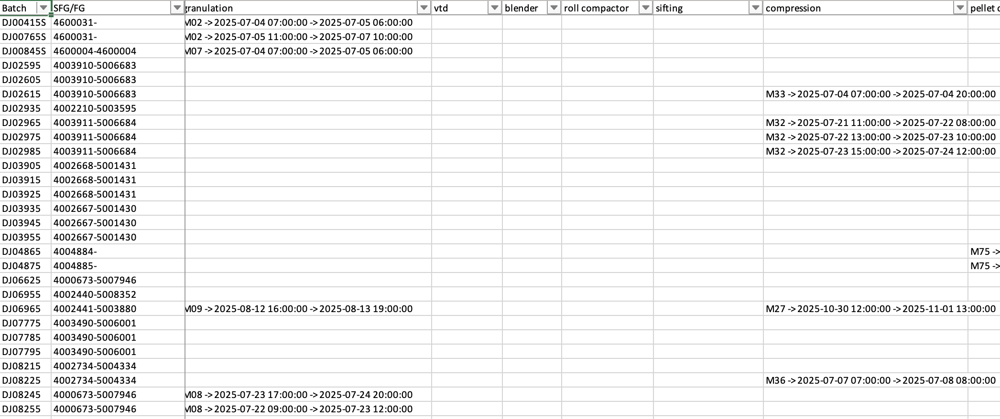 Batch SFG/FG granulation vtd blender roll compactor sifting compression pellet
DJ00415S 4600031- M02 ->2025-07-04 07:00:00 ->2025-07-05 06:00:00
DJ00765S 4600031- M02 ->2025-07-05 11:00:00 ->2025-07-07 10:00:00
DJ00845S 4600004-4600004 M07 ->2025-07-04 07:00:00 ->2025-07-05 06:00:00
DJ02595 4003910-5006683
DJ02605 4003910-5006683
DJ02615 4003910-5006683 M33 ->2025-07-04 07:00:00 ->2025-07-04 20:00:00
DJ02935 4002210-5003595
DJ02965 4003911-5006684 M32 ->2025-07-21 11:00:00 ->2025-07-22 08:00:00
DJ02975 4003911-5006684 M32 ->2025-07-22 13:00:00 ->2025-07-23 10:00:00
DJ02985 4003911-5006684 M32 ->2025-07-23 15:00:00 ->2025-07-24 12:00:00
DJ03905 4002668-5001431
DJ03915 4002668-5001431
DJ03925 4002668-5001431
DJ03935 4002667-5001430
DJ03945 4002667-5001430
DJ03955 4002667-5001430
DJ04865 4004884- M75 ->
DJ04875 4004885- M75 ->
DJ06625 4000673-5007946
DJ06955 4002440-5008352
DJ06965 4002441-5003880 M09 ->2025-08-12 16:00:00 ->2025-08-13 19:00:00 M27 ->2025-10-30 12:00:00 ->2025-11-01 13:00:00
DJ07775 4003490-5006001
DJ07785 4003490-5006001
DJ07795 4003490-5006001
DJ08215 4002734-5004334
DJ08225 4002734-5004334 M36 ->2025-07-07 07:00:00 ->2025-07-08 08:00:00
DJ08245 4000673-5007946 M08 ->2025-07-23 17:00:00 ->2025-07-24 20:00:00
DJ08255 4000673-5007946 M08 ->2025-07-22 09:00:00 ->2025-07-23 12:00:00